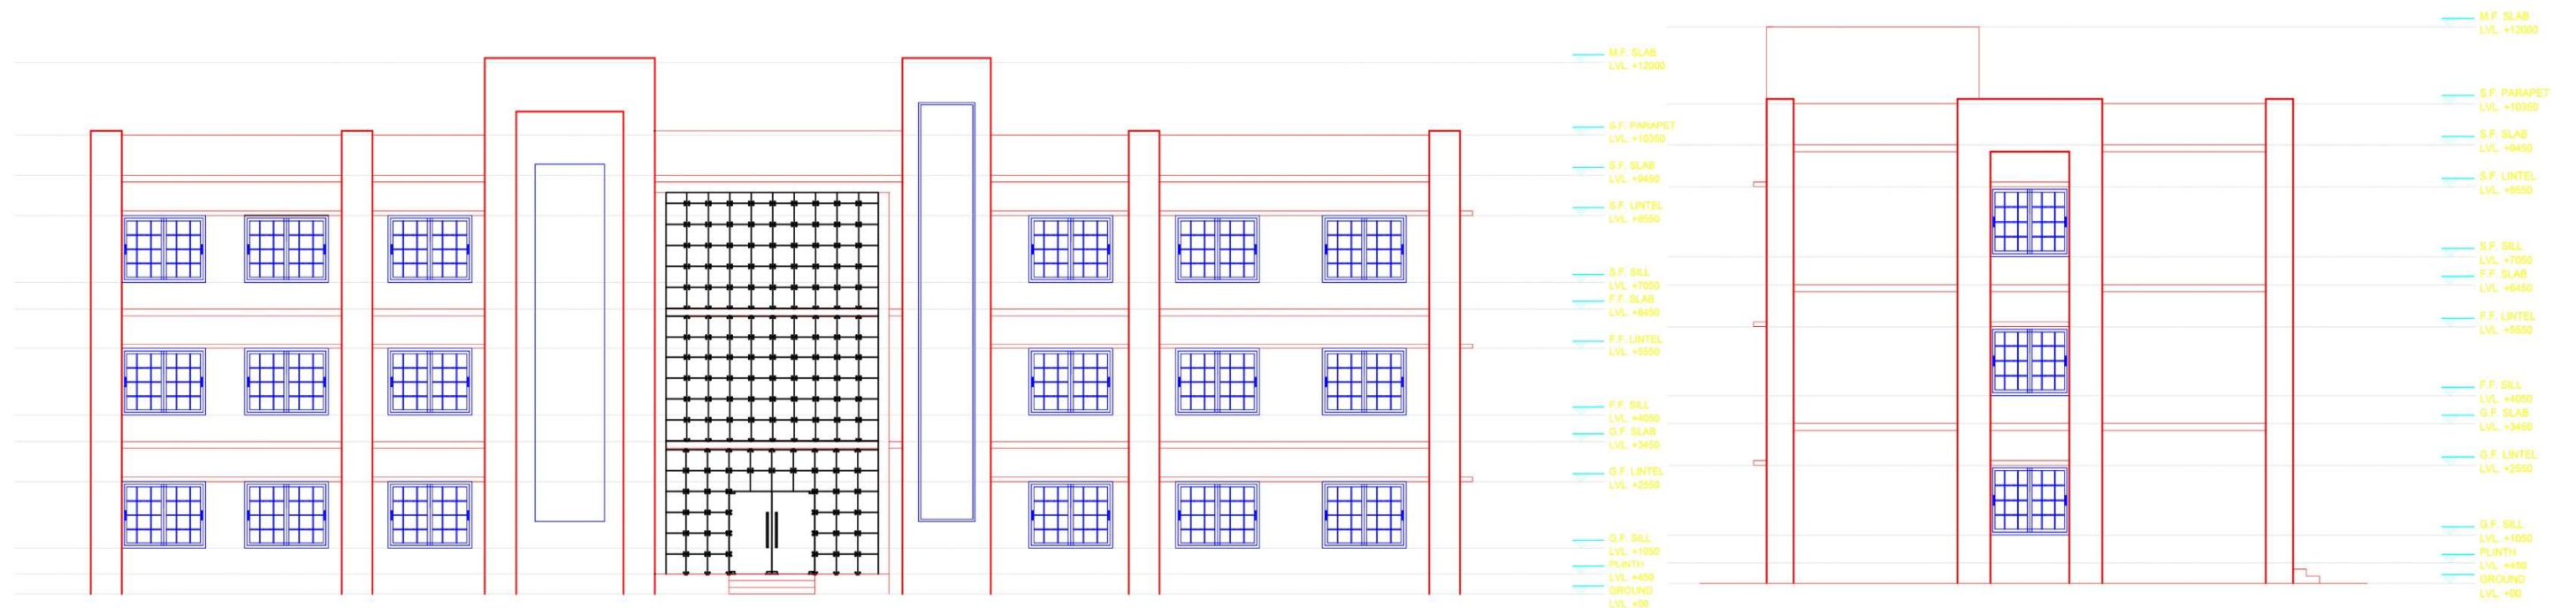 M.F. SLAB
LVL. +12000
S.F. PARAPET
LVL. +10350
S.F. SLAB
LVL. +9450
S.F. LINTEL
LVL. +8550
S.F. SILL
LVL. +7050
F.F. SLAB
LVL. +6450
F.F. LINTEL
LVL. +5550
F.F. SILL
LVL. +4050
G.F. SLAB
LVL. +3450
G.F. LINTEL
LVL. +2550
G.F. SILL
LVL. +1050
PLINTH
LVL. +450
GROUND
LVL. +00
M.F. SLAB
LVL. +12000
S.F. PARAPET
LVL. +10350
S.F. SLAB
LVL. +9450
S.F. LINTEL
LVL. +8550
S.F. SILL
LVL. +7050
F.F. SLAB
LVL. +6450
F.F. LINTEL
LVL. +5550
F.F. SILL
LVL. +4050
G.F. SLAB
LVL. +3450
G.F. LINTEL
LVL. +2550
G.F. SILL
LVL. +1050
PLINTH
LVL. +450
GROUND
LVL. +00